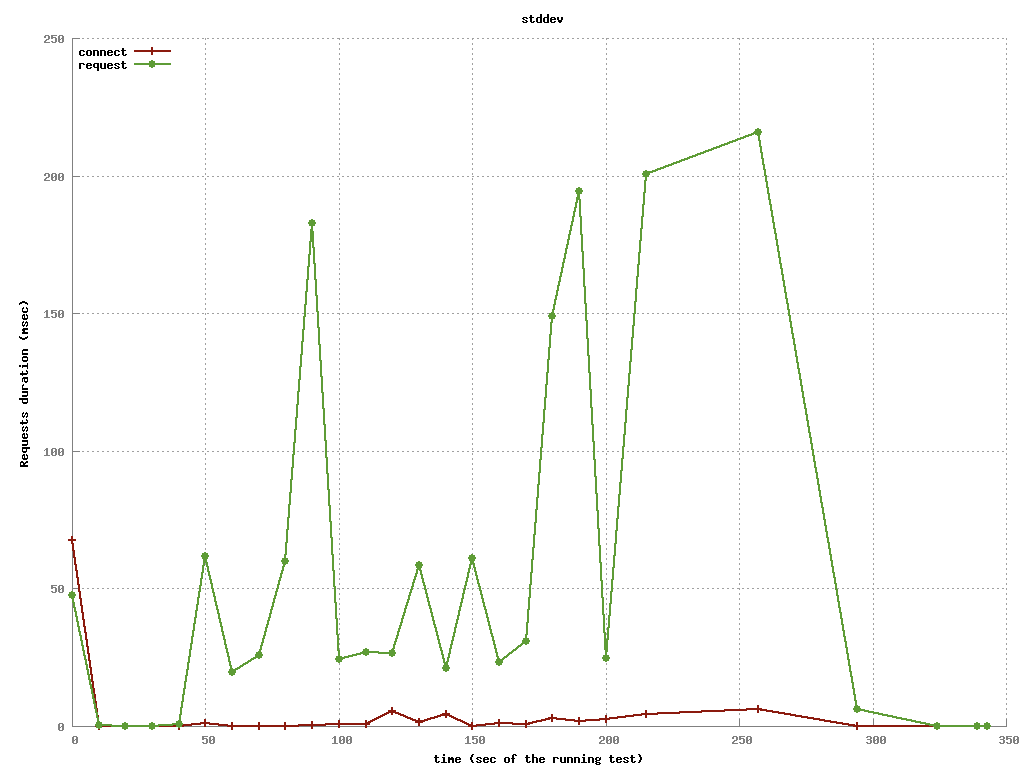 stddev
connect
request
250
200
150
100
50
0
Requests duration (msec)
0 50 100 150 200 250 300 350
time (sec of the running test)